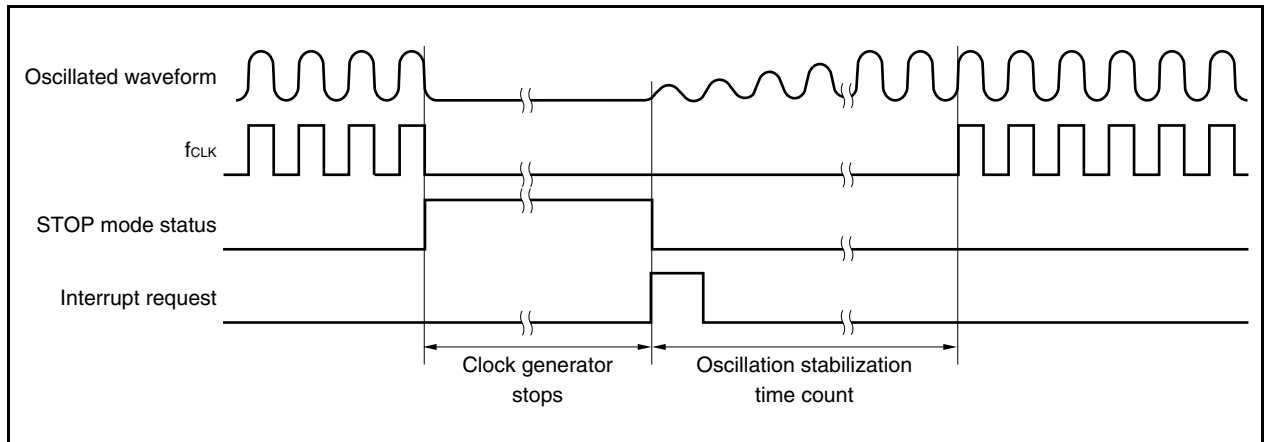 Oscillated waveform
fCLK
STOP mode status
Interrupt request
Clock generator
stops
Oscillation stabilization
time count